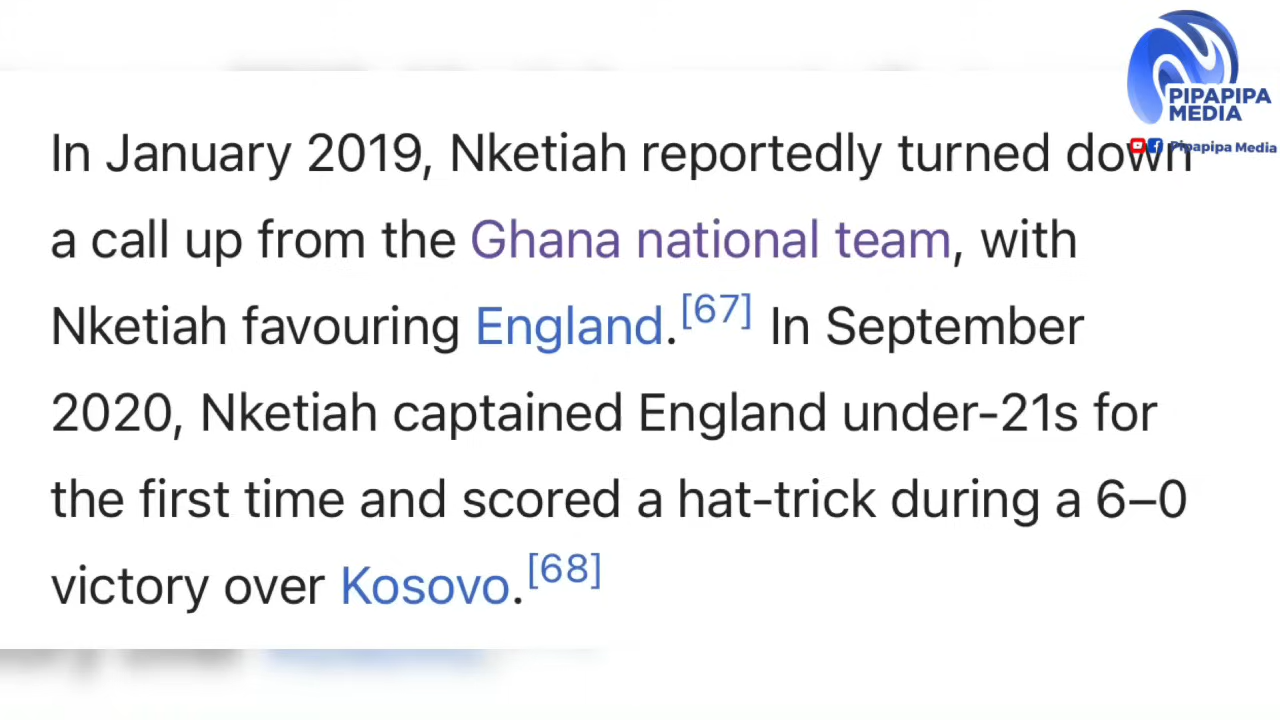 PIPAPIPA
MEDIA
Pipapipa Media
In January 2019, Nketiah reportedly turned down
a call up from the Ghana national team, with
Nketiah favouring England.[67] In September
2020, Nketiah captained England under-21s for
the first time and scored a hat-trick during a 6–0
victory over Kosovo.[68]